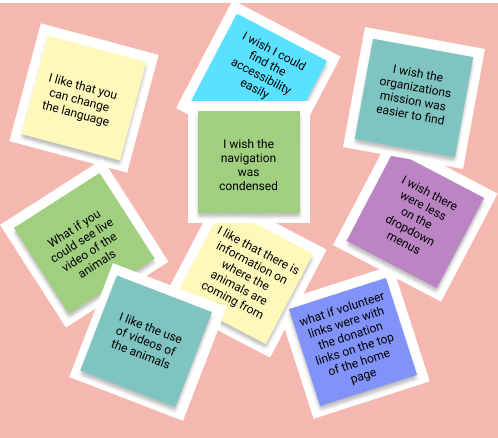 I like that you
can change
the language
I wish I could
find the
accessibility
easily
I wish the
organizations
mission was
easier to find
I wish the
navigation
was
condensed
What if you
could see live
video of the
animals
I like that there is
information on
where the
animals are
coming from
I wish there
were less
on the
dropdown
menus
I like the use
of videos of
the animals
what if volunteer
links were with
the donation
links on the top
of the home
page